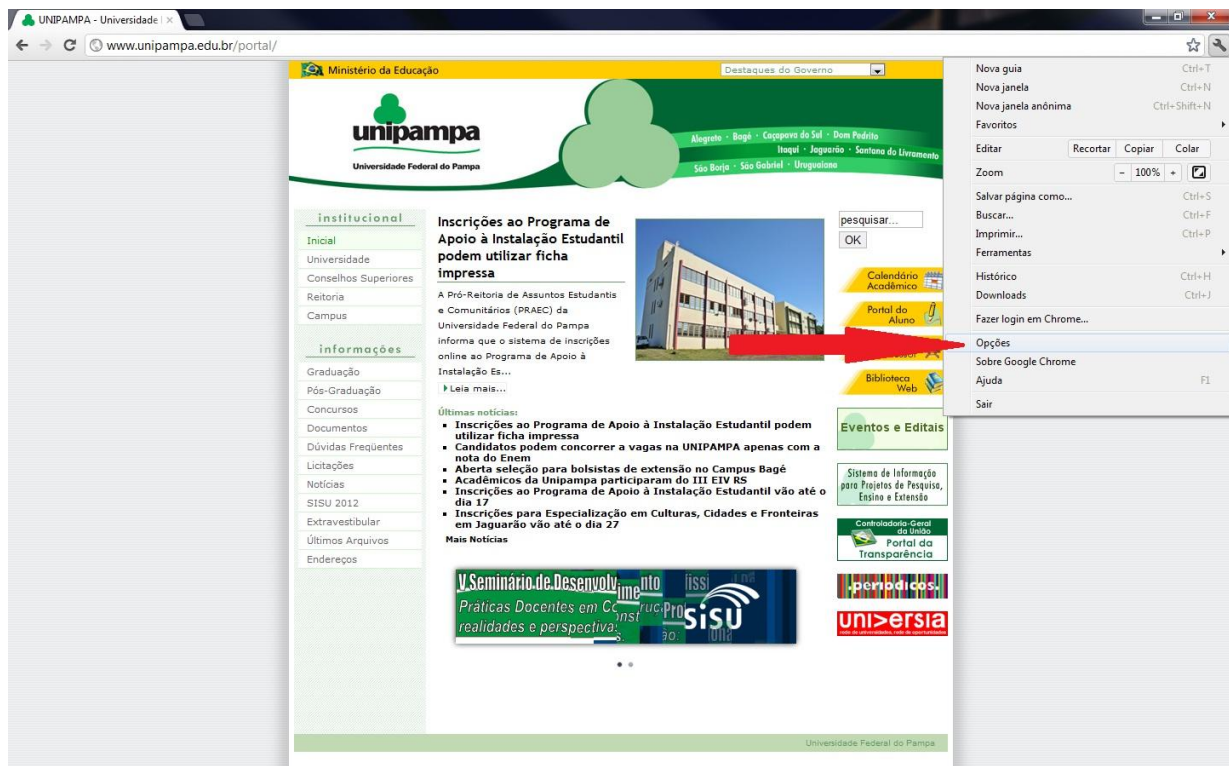 UNIPAMPA - Universidade
www.unipampa.edu.br/portal/
Ministério da Educação
Destaques do Governo
unipampa
Universidade Federal do Pampa
Alegrete · Bagé · Caçapava do Sul · Dom Pedrito
Itaqui · Jaguarão · Santana do Livramento
São Borja · São Gabriel · Uruguaiana
institucional
Inicial
Universidade
Conselhos Superiores
Reitoria
Campus
informações
Graduação
Pós-Graduação
Concursos
Documentos
Dúvidas Freqüentes
Licitações
Notícias
SISU 2012
Extravestibular
Últimos Arquivos
Endereços
Inscrições ao Programa de
Apoio à Instalação Estudantil
podem utilizar ficha
impressa
A Pró-Reitoria de Assuntos Estudantis
e Comunitários (PRAEC) da
Universidade Federal do Pampa
informa que o sistema de inscrições
online ao Programa de Apoio à
Instalação Es...
Leia mais...
Últimas notícias:
Inscrições ao Programa de Apoio à Instalação Estudantil podem
utilizar ficha impressa
Candidatos podem concorrer a vagas na UNIPAMPA apenas com a
nota do Enem
Aberta seleção para bolsistas de extensão no Campus Bagé
Acadêmicos da Unipampa participaram do III EIV RS
Inscrições ao Programa de Apoio à Instalação Estudantil vão até o
dia 17
Inscrições para Especialização em Culturas, Cidades e Fronteiras
em Jaguarão vão até o dia 27
Mais Notícias
V Seminário de Desenvolvimento
Práticas Docentes em
realidades e perspectivas
sisu
pesquisar...
OK
Calendário
Acadêmico
Portal do
Aluno
Biblioteca
Web
Eventos e Editais
Sistema de Informação
para Projetos de Pesquisa,
Ensino e Extensão
Controladoria-Geral
da União
Portal da
Transparência
.periodicos.
uni>ersia
rede de universidades, rede de oportunidades
Universidade Federal do Pampa
Nova guia Ctrl+T
Nova janela Ctrl+N
Nova janela anônima Ctrl+Shift+N
Favoritos
Editar Recortar Copiar Colar
Zoom - 100% +
Salvar página como... Ctrl+S
Buscar... Ctrl+F
Imprimir... Ctrl+P
Ferramentas
Histórico Ctrl+H
Downloads Ctrl+J
Fazer login em Chrome...
Opções
Sobre Google Chrome
Ajuda F1
Sair